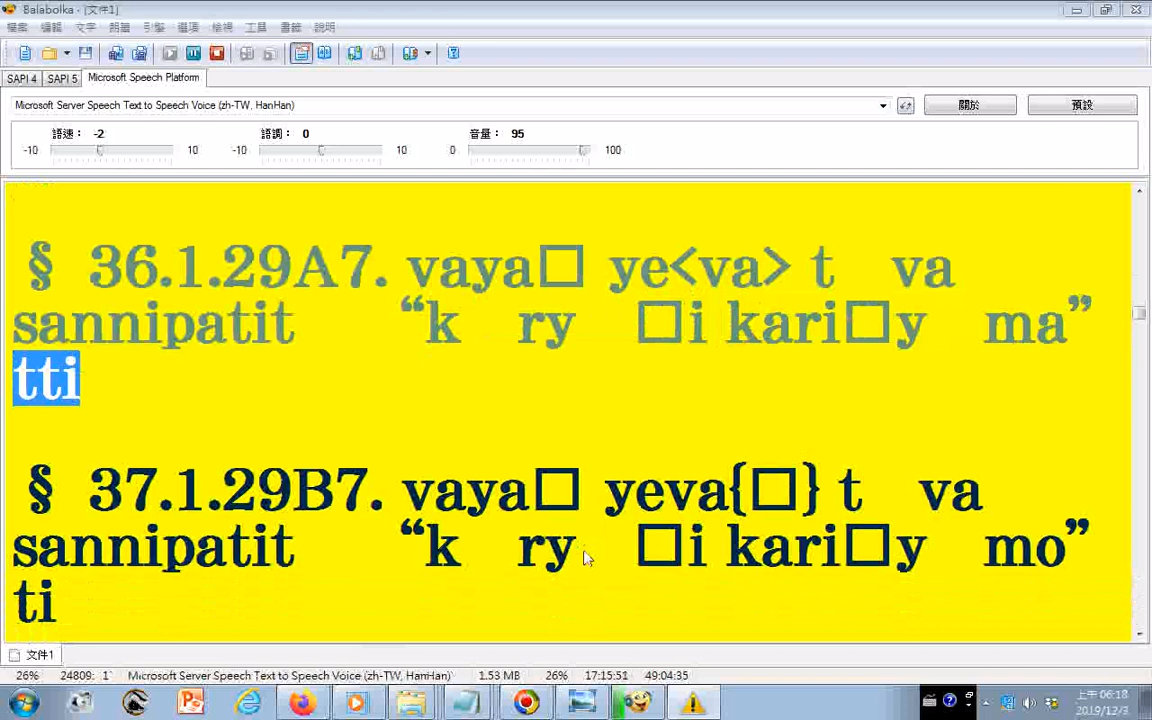 Balabolka - [文件1]
檔案 編輯 文字 朗讀 引擎 選項 檢視 工具 書籤 說明
SAPI 4 SAPI 5 Microsoft Speech Platform
Microsoft Server Speech Text to Speech Voice (zh-TW, HanHan) 關於 預設
語速： -2 語調： 0 音量： 95
-10 10 -10 10 0 100
§ 36.1.29A7. vaya□ ye<va> t va
sannipatit “k ry □i kari□y ma”
tti
§ 37.1.29B7. vaya□ yeva{□} t va
sannipatit “k ry □i kari□y mo”
ti
文件1
26% 24809: 1 Microsoft Server Speech Text to Speech Voice (zh-TW, HanHan) 1.53 MB 26% 17:15:51 49:04:35
上午 06:18
2019/12/3